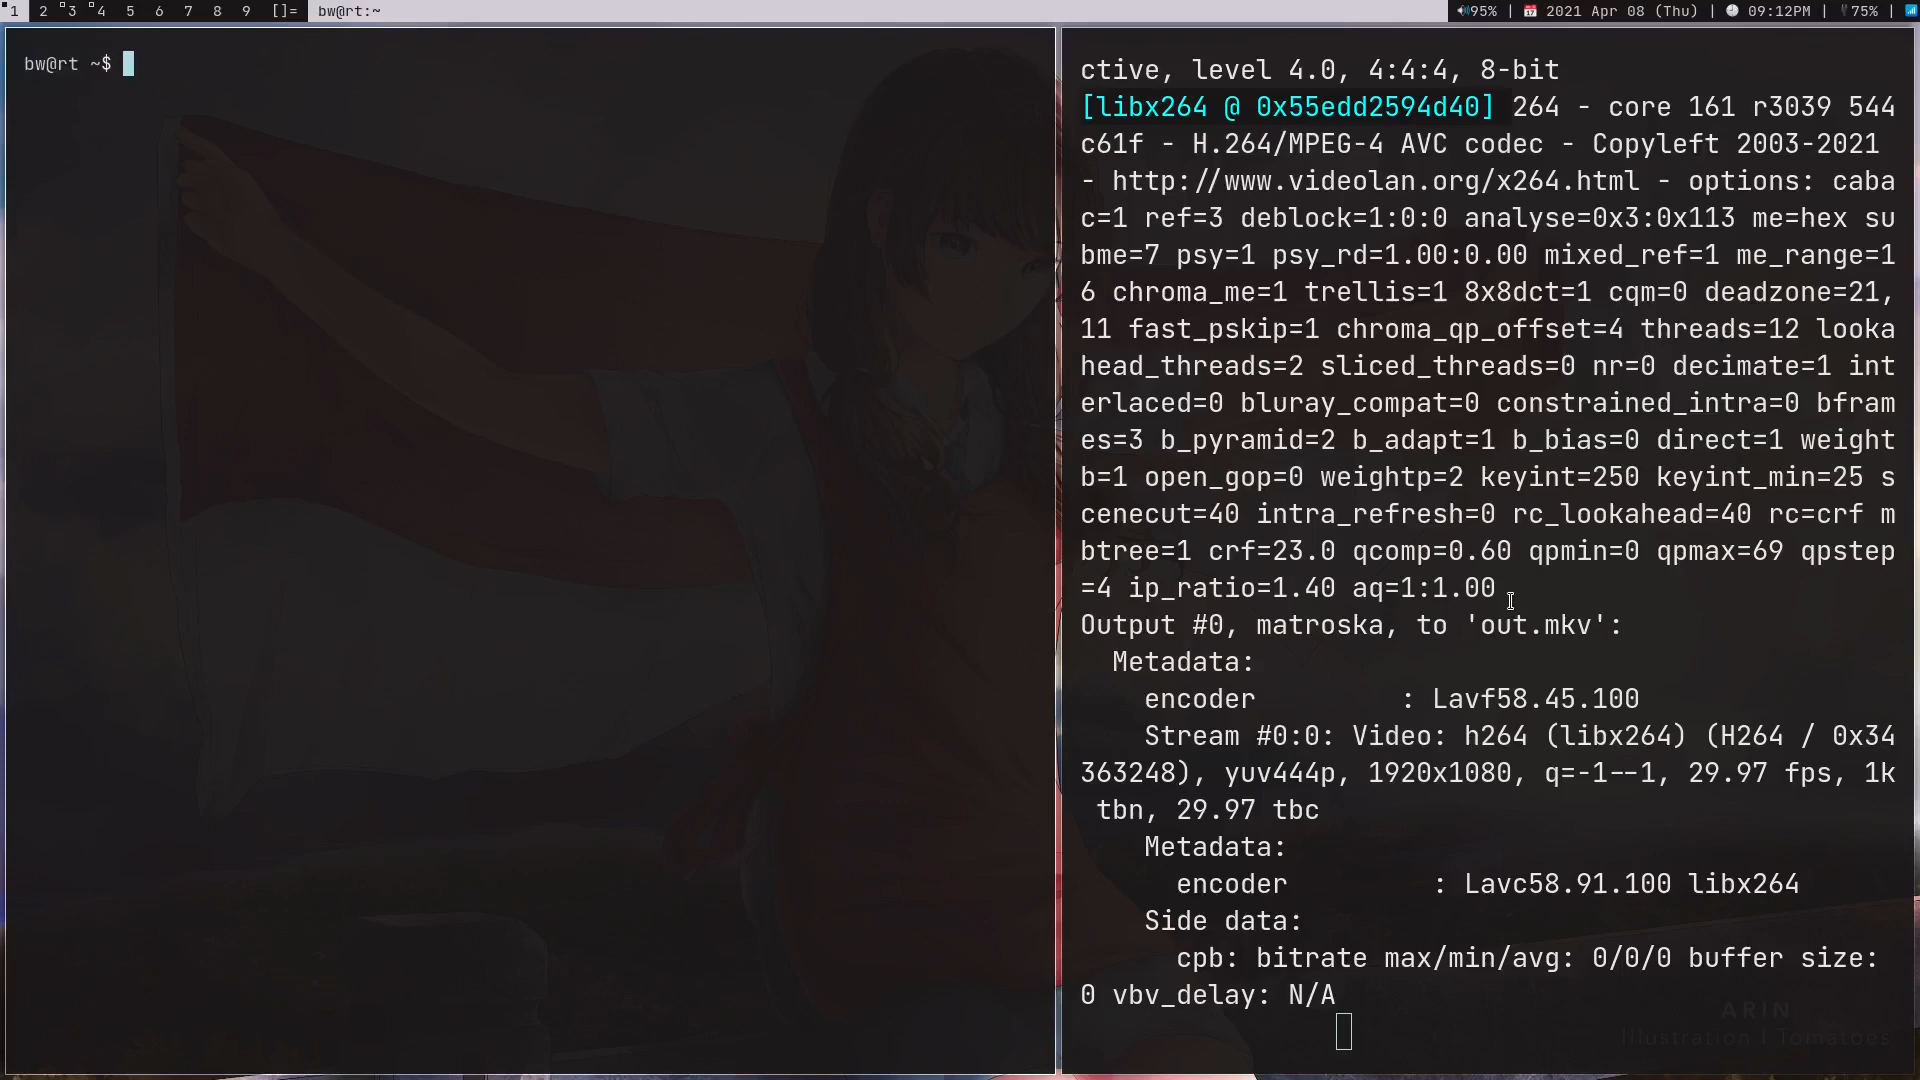 1 2 3 4 5 6 7 8 9 []= bw@rt:~
95% | 2021 Apr 08 (Thu) | 09:12PM | 75% |
bw@rt ~$
ctive, level 4.0, 4:4:4, 8-bit
[libx264 @ 0x55edd2594d40] 264 - core 161 r3039 544
c61f - H.264/MPEG-4 AVC codec - Copyleft 2003-2021
- http://www.videolan.org/x264.html - options: caba
c=1 ref=3 deblock=1:0:0 analyse=0x3:0x113 me=hex su
bme=7 psy=1 psy_rd=1.00:0.00 mixed_ref=1 me_range=1
6 chroma_me=1 trellis=1 8x8dct=1 cqm=0 deadzone=21,
11 fast_pskip=1 chroma_qp_offset=4 threads=12 looka
head_threads=2 sliced_threads=0 nr=0 decimate=1 int
erlaced=0 bluray_compat=0 constrained_intra=0 bfram
es=3 b_pyramid=2 b_adapt=1 b_bias=0 direct=1 weight
b=1 open_gop=0 weightp=2 keyint=250 keyint_min=25 s
cenecut=40 intra_refresh=0 rc_lookahead=40 rc=crf m
btree=1 crf=23.0 qcomp=0.60 qpmin=0 qpmax=69 qpstep
=4 ip_ratio=1.40 aq=1:1.00
Output #0, matroska, to 'out.mkv':
Metadata:
encoder : Lavf58.45.100
Stream #0:0: Video: h264 (libx264) (H264 / 0x34
363248), yuv444p, 1920x1080, q=-1--1, 29.97 fps, 1k
tbn, 29.97 tbc
Metadata:
encoder : Lavc58.91.100 libx264
Side data:
cpb: bitrate max/min/avg: 0/0/0 buffer size:
0 vbv_delay: N/A
ARIN
Illustration | Tomatoes